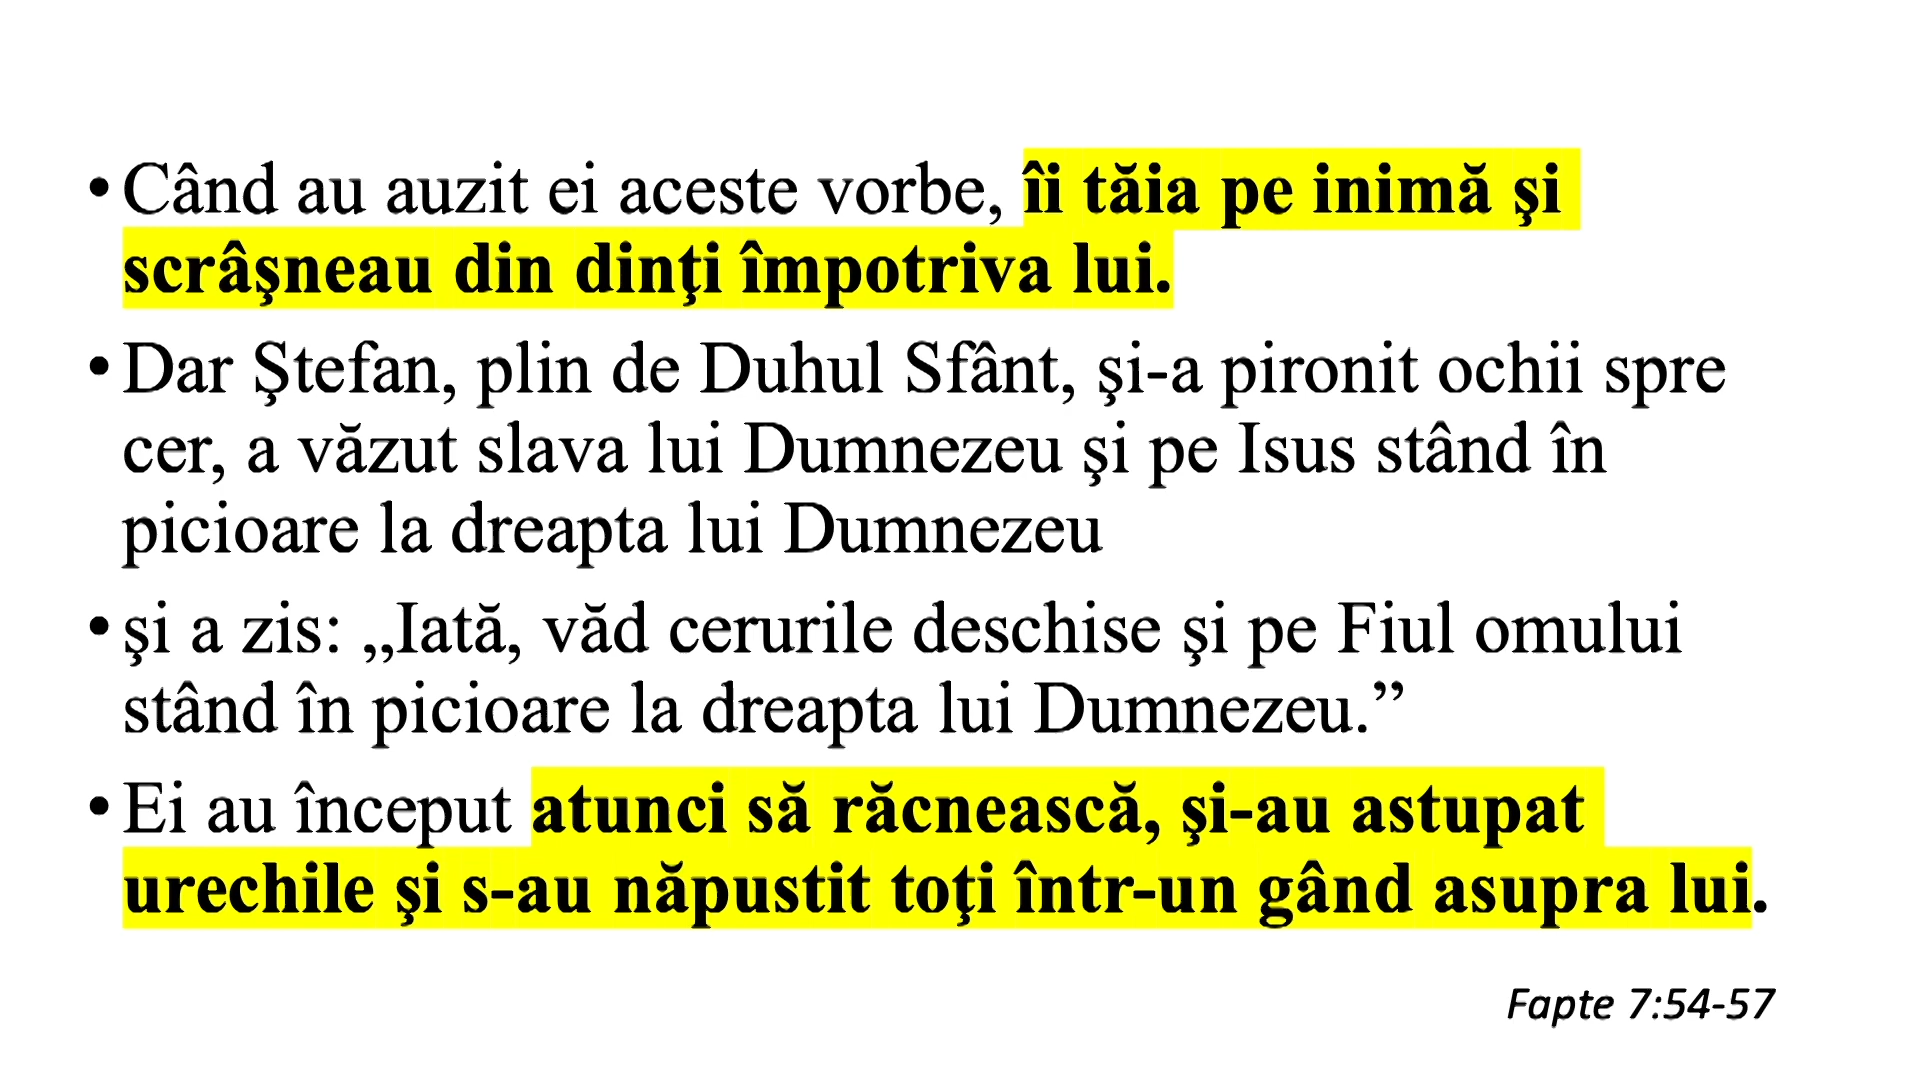 • Când au auzit ei aceste vorbe, îi tăia pe inimă şi
scrâşneau din dinţi împotriva lui.
• Dar Ştefan, plin de Duhul Sfânt, şi-a pironit ochii spre
cer, a văzut slava lui Dumnezeu şi pe Isus stând în
picioare la dreapta lui Dumnezeu
• şi a zis: „Iată, văd cerurile deschise şi pe Fiul omului
stând în picioare la dreapta lui Dumnezeu.”
• Ei au început atunci să răcnească, şi-au astupat
urechile şi s-au năpustit toţi într-un gând asupra lui.
Fapte 7:54-57